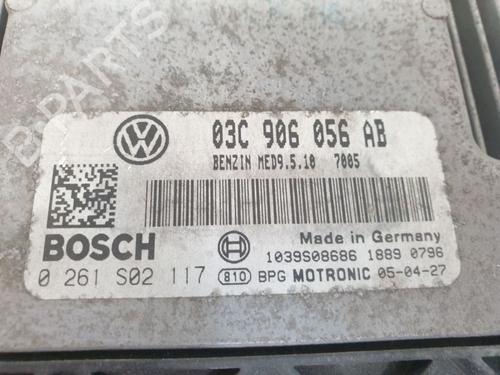 B-PARTS
03C 906 056 AB
BENZIN MED9.5.10 7005
BOSCH
Made in Germany
1039S08686 1889 0796
0 261 S02 117 810 BPG MOTRONIC 05-04-27